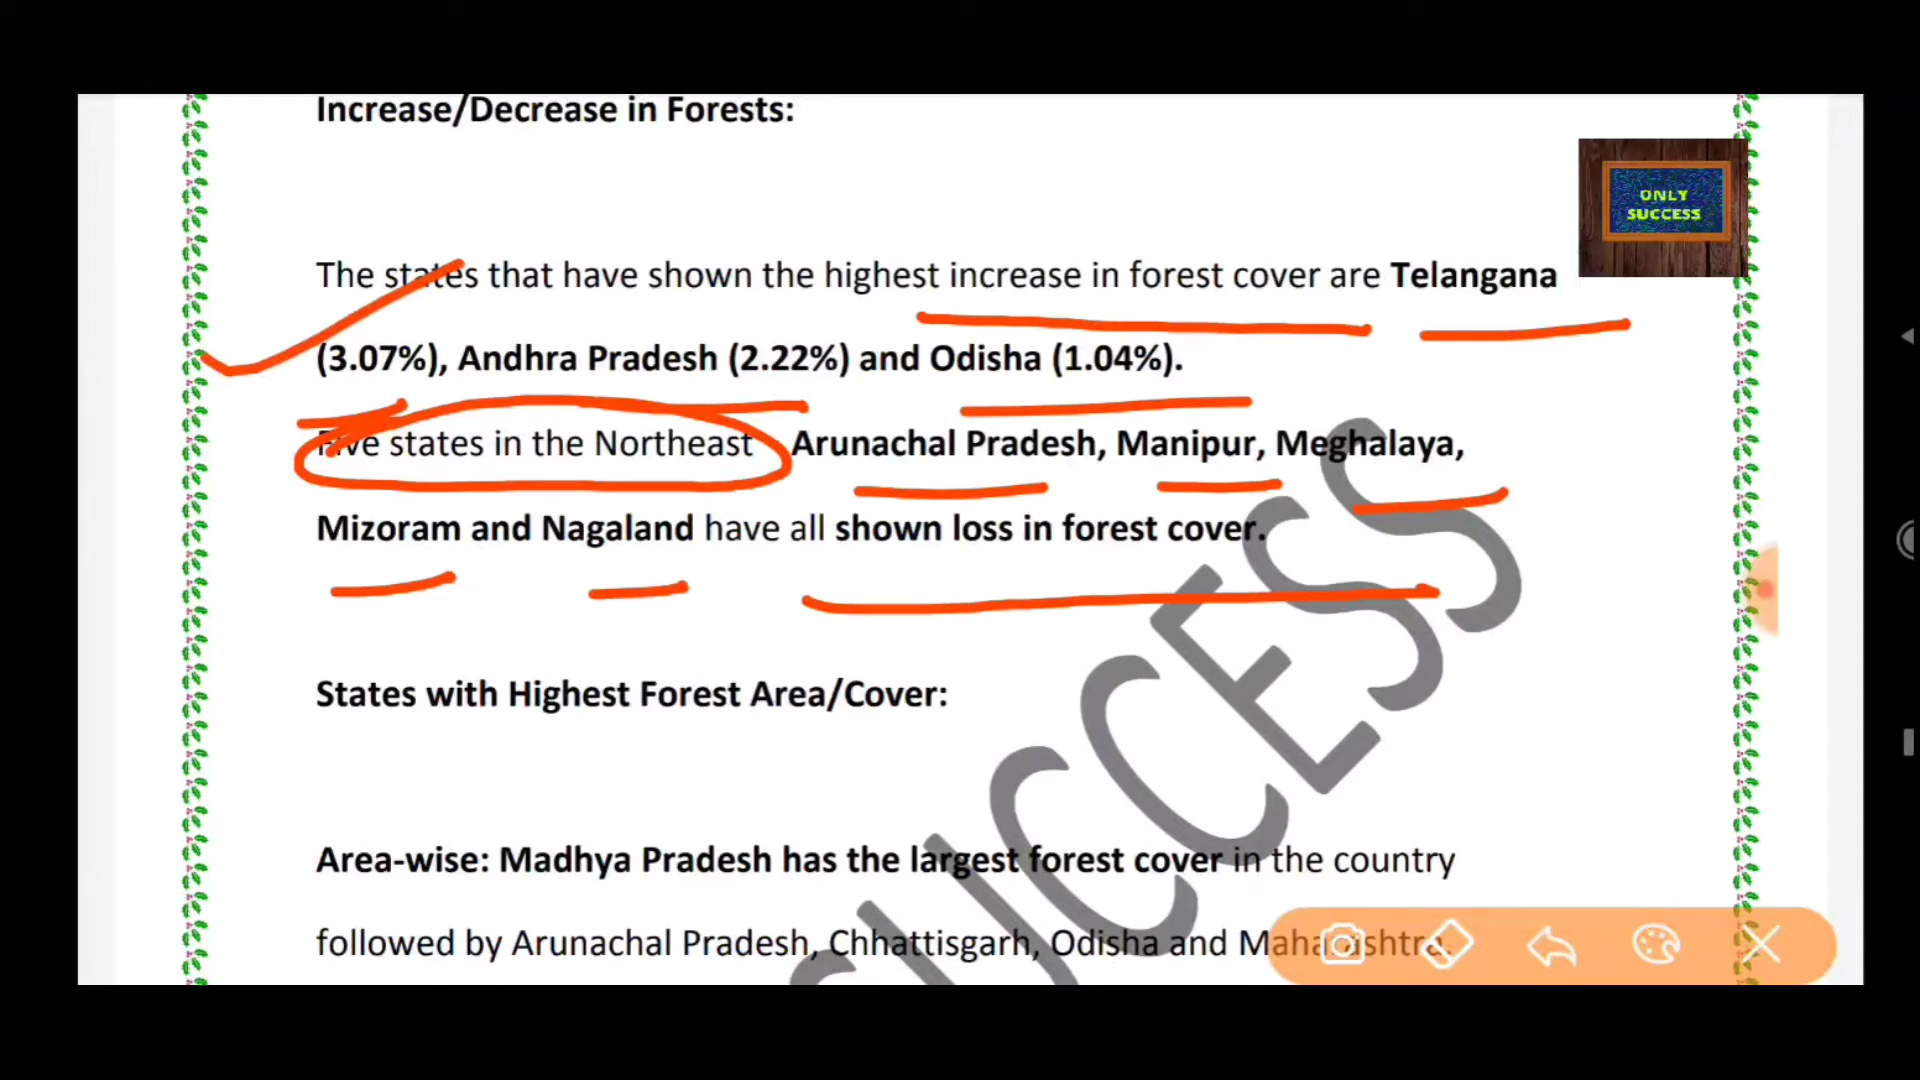 Increase/Decrease in Forests:
ONLY
SUCCESS
The states that have shown the highest increase in forest cover are Telangana
(3.07%), Andhra Pradesh (2.22%) and Odisha (1.04%).
Five states in the Northeast Arunachal Pradesh, Manipur, Meghalaya,
Mizoram and Nagaland have all shown loss in forest cover.
States with Highest Forest Area/Cover:
Area-wise: Madhya Pradesh has the largest forest cover in the country
followed by Arunachal Pradesh, Chhattisgarh, Odisha and Maharashtra.
SUCCESS